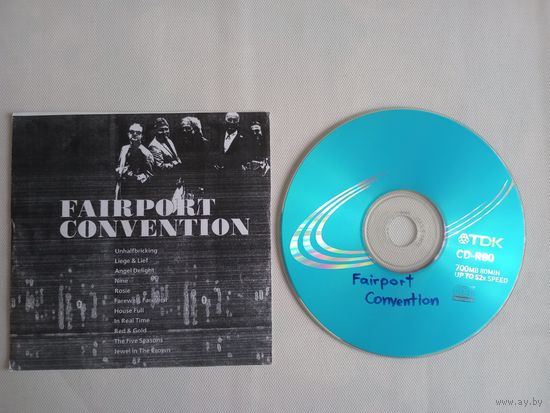 FAIRPORT
CONVENTION
Unhalfbricking
Liege & Lief
Angel Delight
Nine
Rosie
Farewell Farewell
House Full
In Real Time
Red & Gold
The Five Seasons
Jewel In The Crown
TDK
CD-R80
700MB 80MIN
UP TO 52x SPEED
Fairport
Convention
www.ay.by